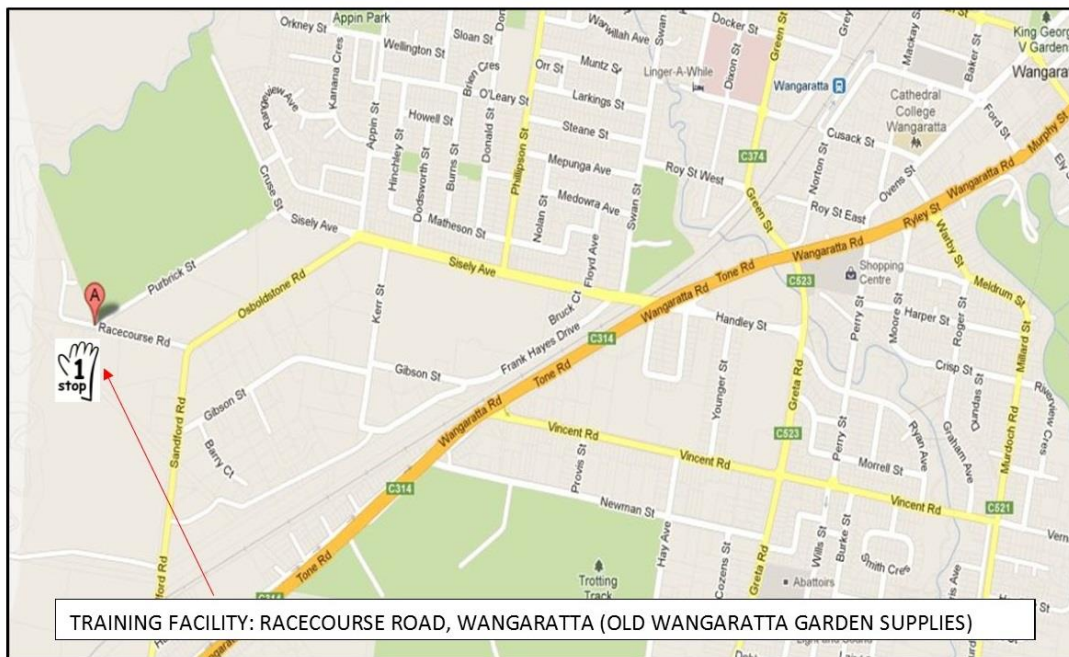 Appin Park
Orkney St
Sloan St
Wellington St
Kanana Cres
Rangeview Ave
Appin St
Brien Cres
O'Leary St
Howell St
Hinchley St
Dodsworth St
Burns St
Donald St
Phillipson St
Orr St
Muntz St
Larkings St
Steane St
Mepunga Ave
Medowra Ave
Nolan St
Floyd Ave
Swan St
Swan St
Linger-A-While
Docker St
Dixon St
Green St
Wangaratta
Mackay St
Baker St
King George
V Gardens
Cathedral
College
Wangaratta
Cusack St
Norton St
Ovens St
Ford St
Murphy St
Wangaratta Rd
C374
Roy St West
Green St
Roy St East
Ryley St
Warby St
Wangaratta Rd
Tone Rd
Wangaratta Rd
Cruse St
Sisely Ave
Matheson St
Sisely Ave
Purbrick St
Osboldstone Rd
A
Racecourse Rd
1
stop
Kerr St
Bruck Ct
Frank Hayes Drive
C314
C523
Shopping
Centre
Meldrum St
Handley St
Perry St
Moore St
Harper St
Roger St
Millard St
Crisp St
Riverview Cres
Gibson St
Gibson St
Barry Ct
Sandford Rd
Tone Rd
Wangaratta Rd
Younger St
Greta Rd
Dundas St
Graham Ave
Ryan Ave
Murdoch Rd
Vincent Rd
Vincent Rd
C523
Perry St
Morrell St
Vincent Rd
C521
C314
Provis St
Newman St
Hay Ave
Cozens St
Wills St
Burke St
Greta Rd
Trotting
Track
Abattoirs
Tone Rd
TRAINING FACILITY: RACECOURSE ROAD, WANGARATTA (OLD WANGARATTA GARDEN SUPPLIES)